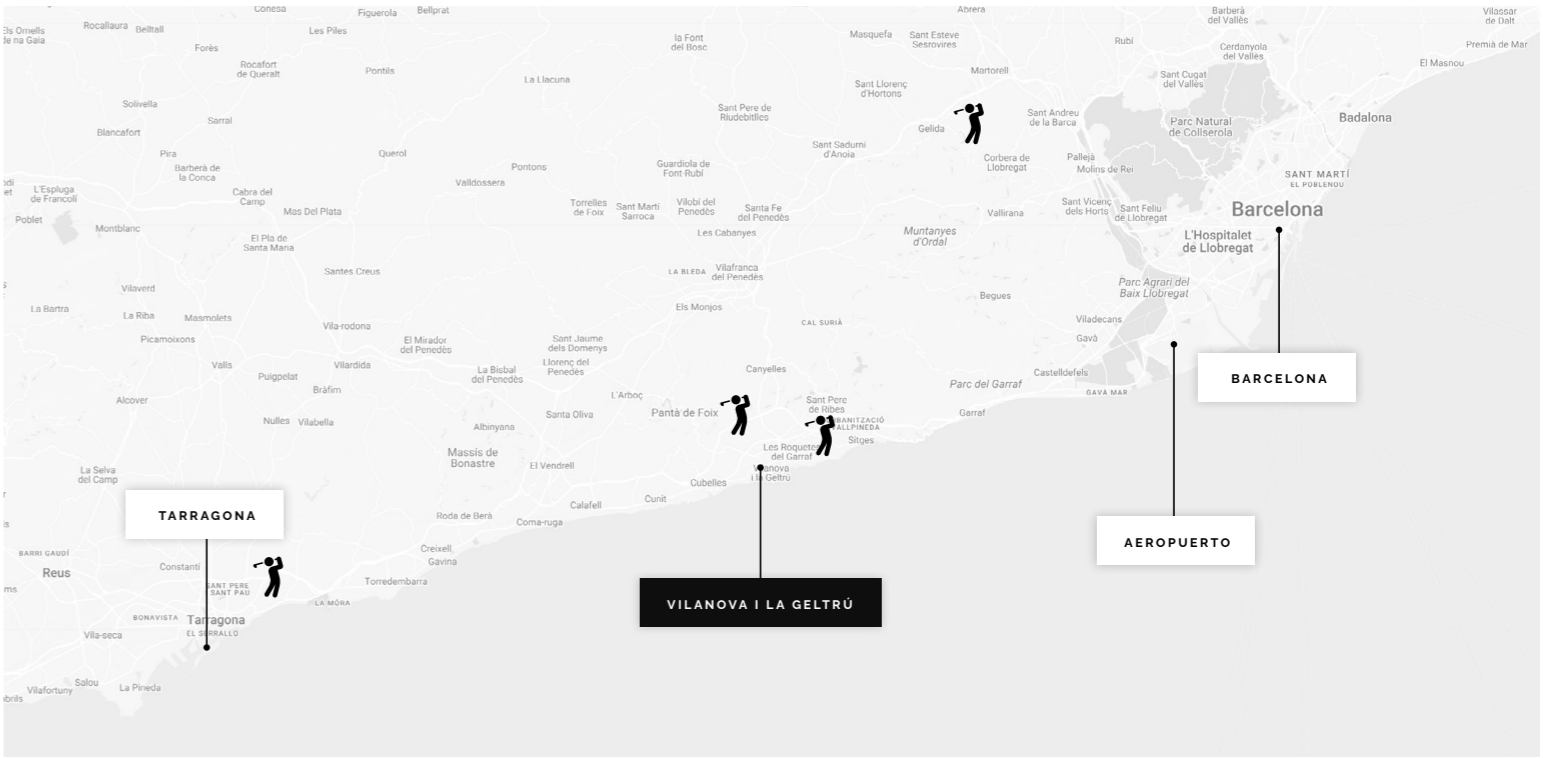 Conesa
Figuerola
Bellprat
Abrera
Barberà
del Vallès
Vilassar
de Dalt
Els Omells
de na Gaia
Rocallaura
Belltall
Les Piles
la Font
del Bosc
Masquefa
Sant Esteve
Sesrovires
Rubí
Cerdanyola
del Vallès
Premià de Mar
Forès
El Masnou
Rocafort
de Queralt
Pontils
La Llacuna
Martorell
Sant Cugat
del Vallès
Sant Llorenç
d'Hortons
Solivella
Sarral
Sant Pere de
Riudebitlles
Sant Andreu
de la Barca
Parc Natural
de Collserola
Badalona
Blancafort
Gelida
Pira
Querol
Sant Sadurní
d'Anoia
Corbera de
Llobregat
Pallejà
Molins de Rei
Barberà de
la Conca
Pontons
Guardiola de
Font-Rubí
SANT MARTÍ
EL POBLENOU
L'Espluga
de Francolí
Cabra del
Camp
Valldossera
Poblet
Mas Del Plata
Torrelles
de Foix
Sant Martí
Sarroca
Vilobí del
Penedès
Santa Fe
del Penedès
Vallirana
Sant Vicenç
dels Horts
Sant Feliu
de Llobregat
Barcelona
Montblanc
El Pla de
Santa Maria
Les Cabanyes
Muntanyes
d'Ordal
L'Hospitalet
de Llobregat
Santes Creus
LA BLEDA
Vilafranca
del Penedès
Parc Agrari del
Baix Llobregat
Vilaverd
Begues
La Bartra
La Riba
Masmolets
Els Monjos
CAL SURIÀ
Viladecans
Vila-rodona
Picamoixons
El Mirador
del Penedès
Sant Jaume
dels Domenys
Gavà
Valls
Vilardida
Puigpelat
La Bisbal
del Penedès
Llorenç del
Penedès
Canyelles
Castelldefels
BARCELONA
Bràfim
Parc del Garraf
GAVÀ MAR
Alcover
L'Arboç
Sant Pere
de Ribes
Nulles
Vilabella
Santa Oliva
Pantà de Foix
Garraf
Albinyana
Sitges
Massís de
Bonastre
El Vendrell
Les Roquetes
del Garraf
Vilanova
i la Geltrú
La Selva
del Camp
Cubelles
Cunit
Calafell
TARRAGONA
Roda de Berà
Coma-ruga
AEROPUERTO
BARRI GAUDÍ
Reus
Constantí
Creixell
Gavina
SANT PERE
I SANT PAU
Torredembarra
LA MÓRA
VILANOVA I LA GELTRÚ
BONAVISTA
Tarragona
EL SERRALLO
Vila-seca
Salou
Vilafortuny
La Pineda